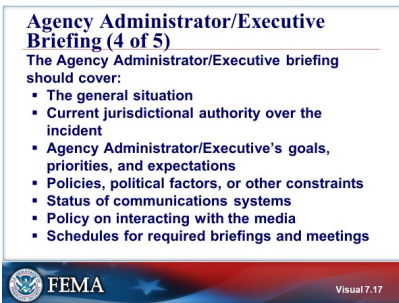 Agency Administrator/Executive
Briefing (4 of 5)
The Agency Administrator/Executive briefing
should cover:
▪ The general situation
▪ Current jurisdictional authority over the
incident
▪ Agency Administrator/Executive's goals,
priorities, and expectations
▪ Policies, political factors, or other constraints
▪ Status of communications systems
▪ Policy on interacting with the media
▪ Schedules for required briefings and meetings
FEMA
Visual 7.17